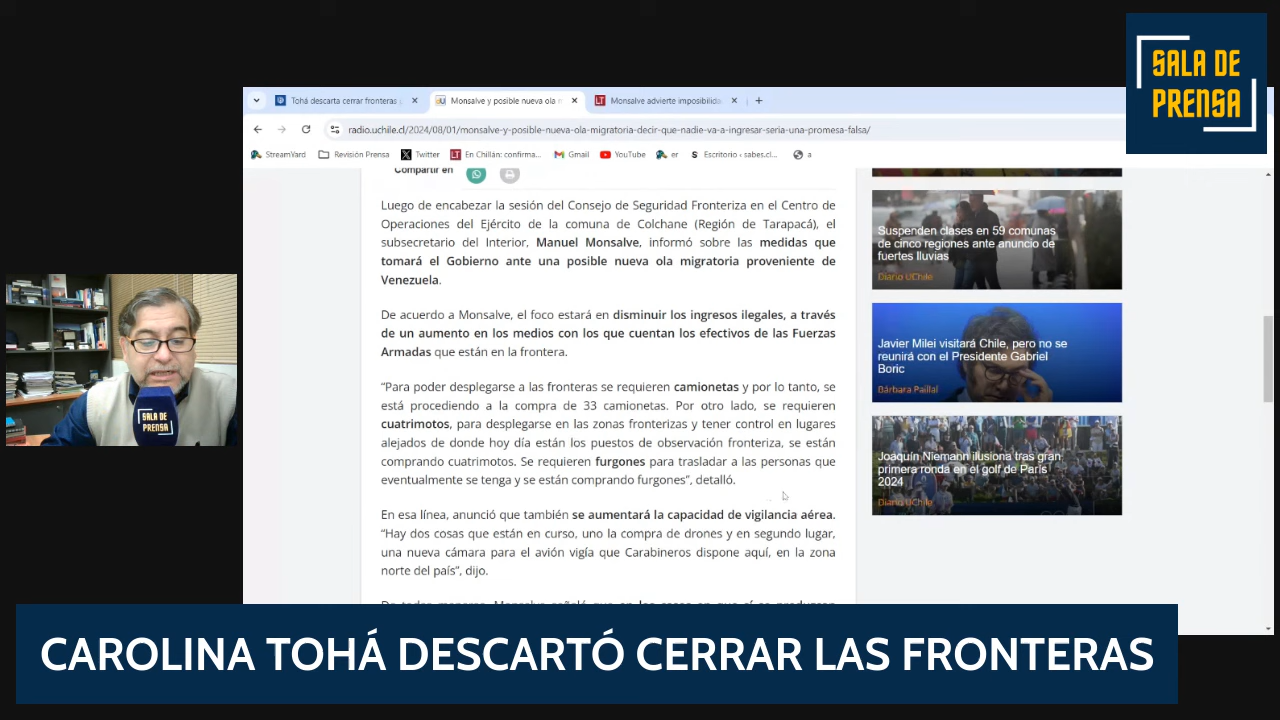 SALA DE
PRENSA
Tohá descarta cerrar fronteras
Monsalve y posible nueva ola
Monsalve advierte imposibilida
radio.uchile.cl/2024/08/01/monsalve-y-posible-nueva-ola-migratoria-decir-que-nadie-va-a-ingresar-seria-una-promesa-falsa/
StreamYard
Revisión Prensa
Twitter
En Chillán: confirma...
Gmail
YouTube
er
Escritorio ‹ sabes.cl...
a
Compartir en
Luego de encabezar la sesión del Consejo de Seguridad Fronteriza en el Centro de
Operaciones del Ejército de la comuna de Colchane (Región de Tarapacá), el
subsecretario del Interior, Manuel Monsalve, informó sobre las medidas que
tomará el Gobierno ante una posible nueva ola migratoria proveniente de
Venezuela.
De acuerdo a Monsalve, el foco estará en disminuir los ingresos ilegales, a través
de un aumento en los medios con los que cuentan los efectivos de las Fuerzas
Armadas que están en la frontera.
“Para poder desplegarse a las fronteras se requieren camionetas y por lo tanto, se
está procediendo a la compra de 33 camionetas. Por otro lado, se requieren
cuatrimotos, para desplegarse en las zonas fronterizas y tener control en lugares
alejados de donde hoy día están los puestos de observación fronteriza, se están
comprando cuatrimotos. Se requieren furgones para trasladar a las personas que
eventualmente se tenga y se están comprando furgones”, detalló.
En esa línea, anunció que también se aumentará la capacidad de vigilancia aérea.
“Hay dos cosas que están en curso, uno la compra de drones y en segundo lugar,
una nueva cámara para el avión vigía que Carabineros dispone aquí, en la zona
norte del país”, dijo.
Suspenden clases en 59 comunas
de cinco regiones ante anuncio de
fuertes lluvias
Diario UChile
Javier Milei visitará Chile, pero no se
reunirá con el Presidente Gabriel
Boric
Bárbara Paillal
Joaquín Niemann ilusiona tras gran
primera ronda en el golf de París
2024
Diario UChile
SALA DE
PRENSA
CAROLINA TOHÁ DESCARTÓ CERRAR LAS FRONTERAS